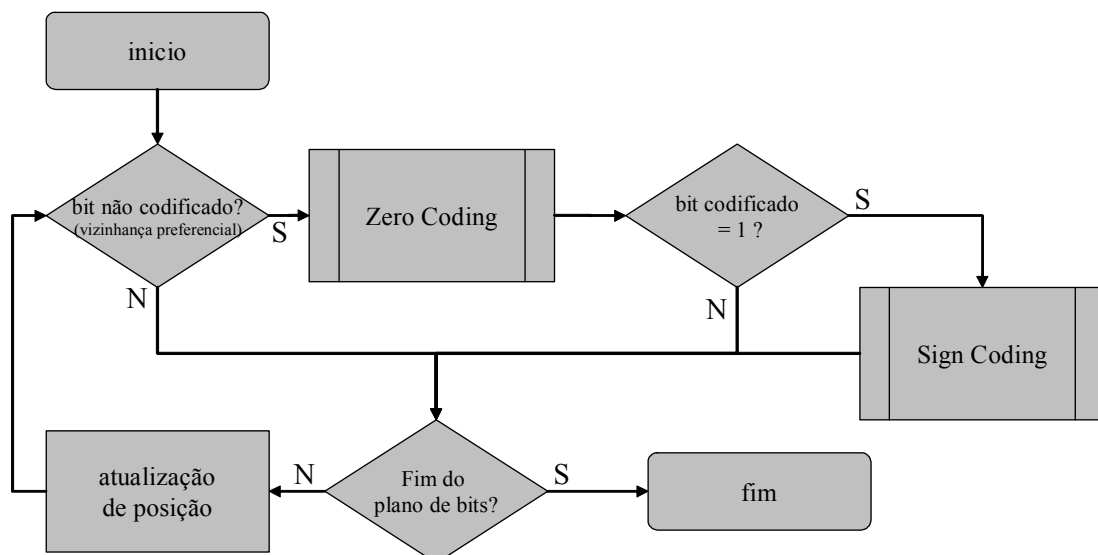 inicio
bit não codificado?
(vizinhança preferencial)
S
N
Zero Coding
bit codificado
= 1 ?
S
N
Sign Coding
atualização
de posição
N
Fim do
plano de bits?
S
fim